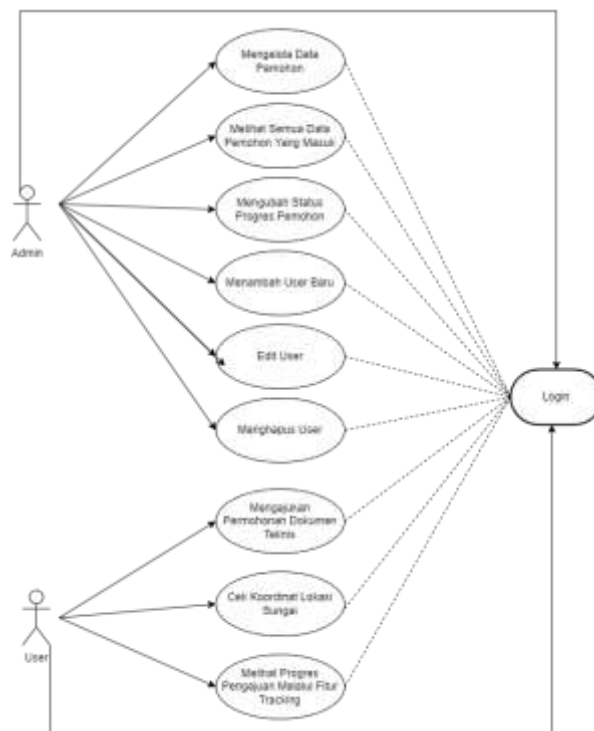 Mengelola Data
Pemohon
Melihat Semua Data
Pemohon Yang Masuk
Mengubah Status
Progres Pemohon
Admin
Menambah User Baru
Edit User
Login
Menghapus User
Mengajukan
Permohonan Dokumen
Teknis
Cek Koordinat Lokasi
Sungai
User
Melihat Progres
Pengajuan Melalui Fitur
Tracking